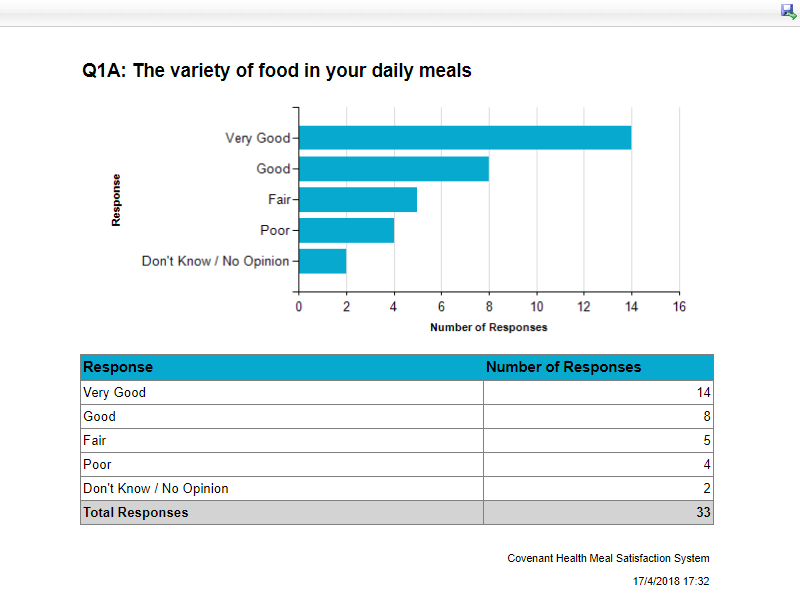 Q1A: The variety of food in your daily meals
Response
Very Good
Good
Fair
Poor
Don't Know / No Opinion
0 2 4 6 8 10 12 14 16
Number of Responses
Response Number of Responses
Very Good 14
Good 8
Fair 5
Poor 4
Don't Know / No Opinion 2
Total Responses 33
Covenant Health Meal Satisfaction System
17/4/2018 17:32